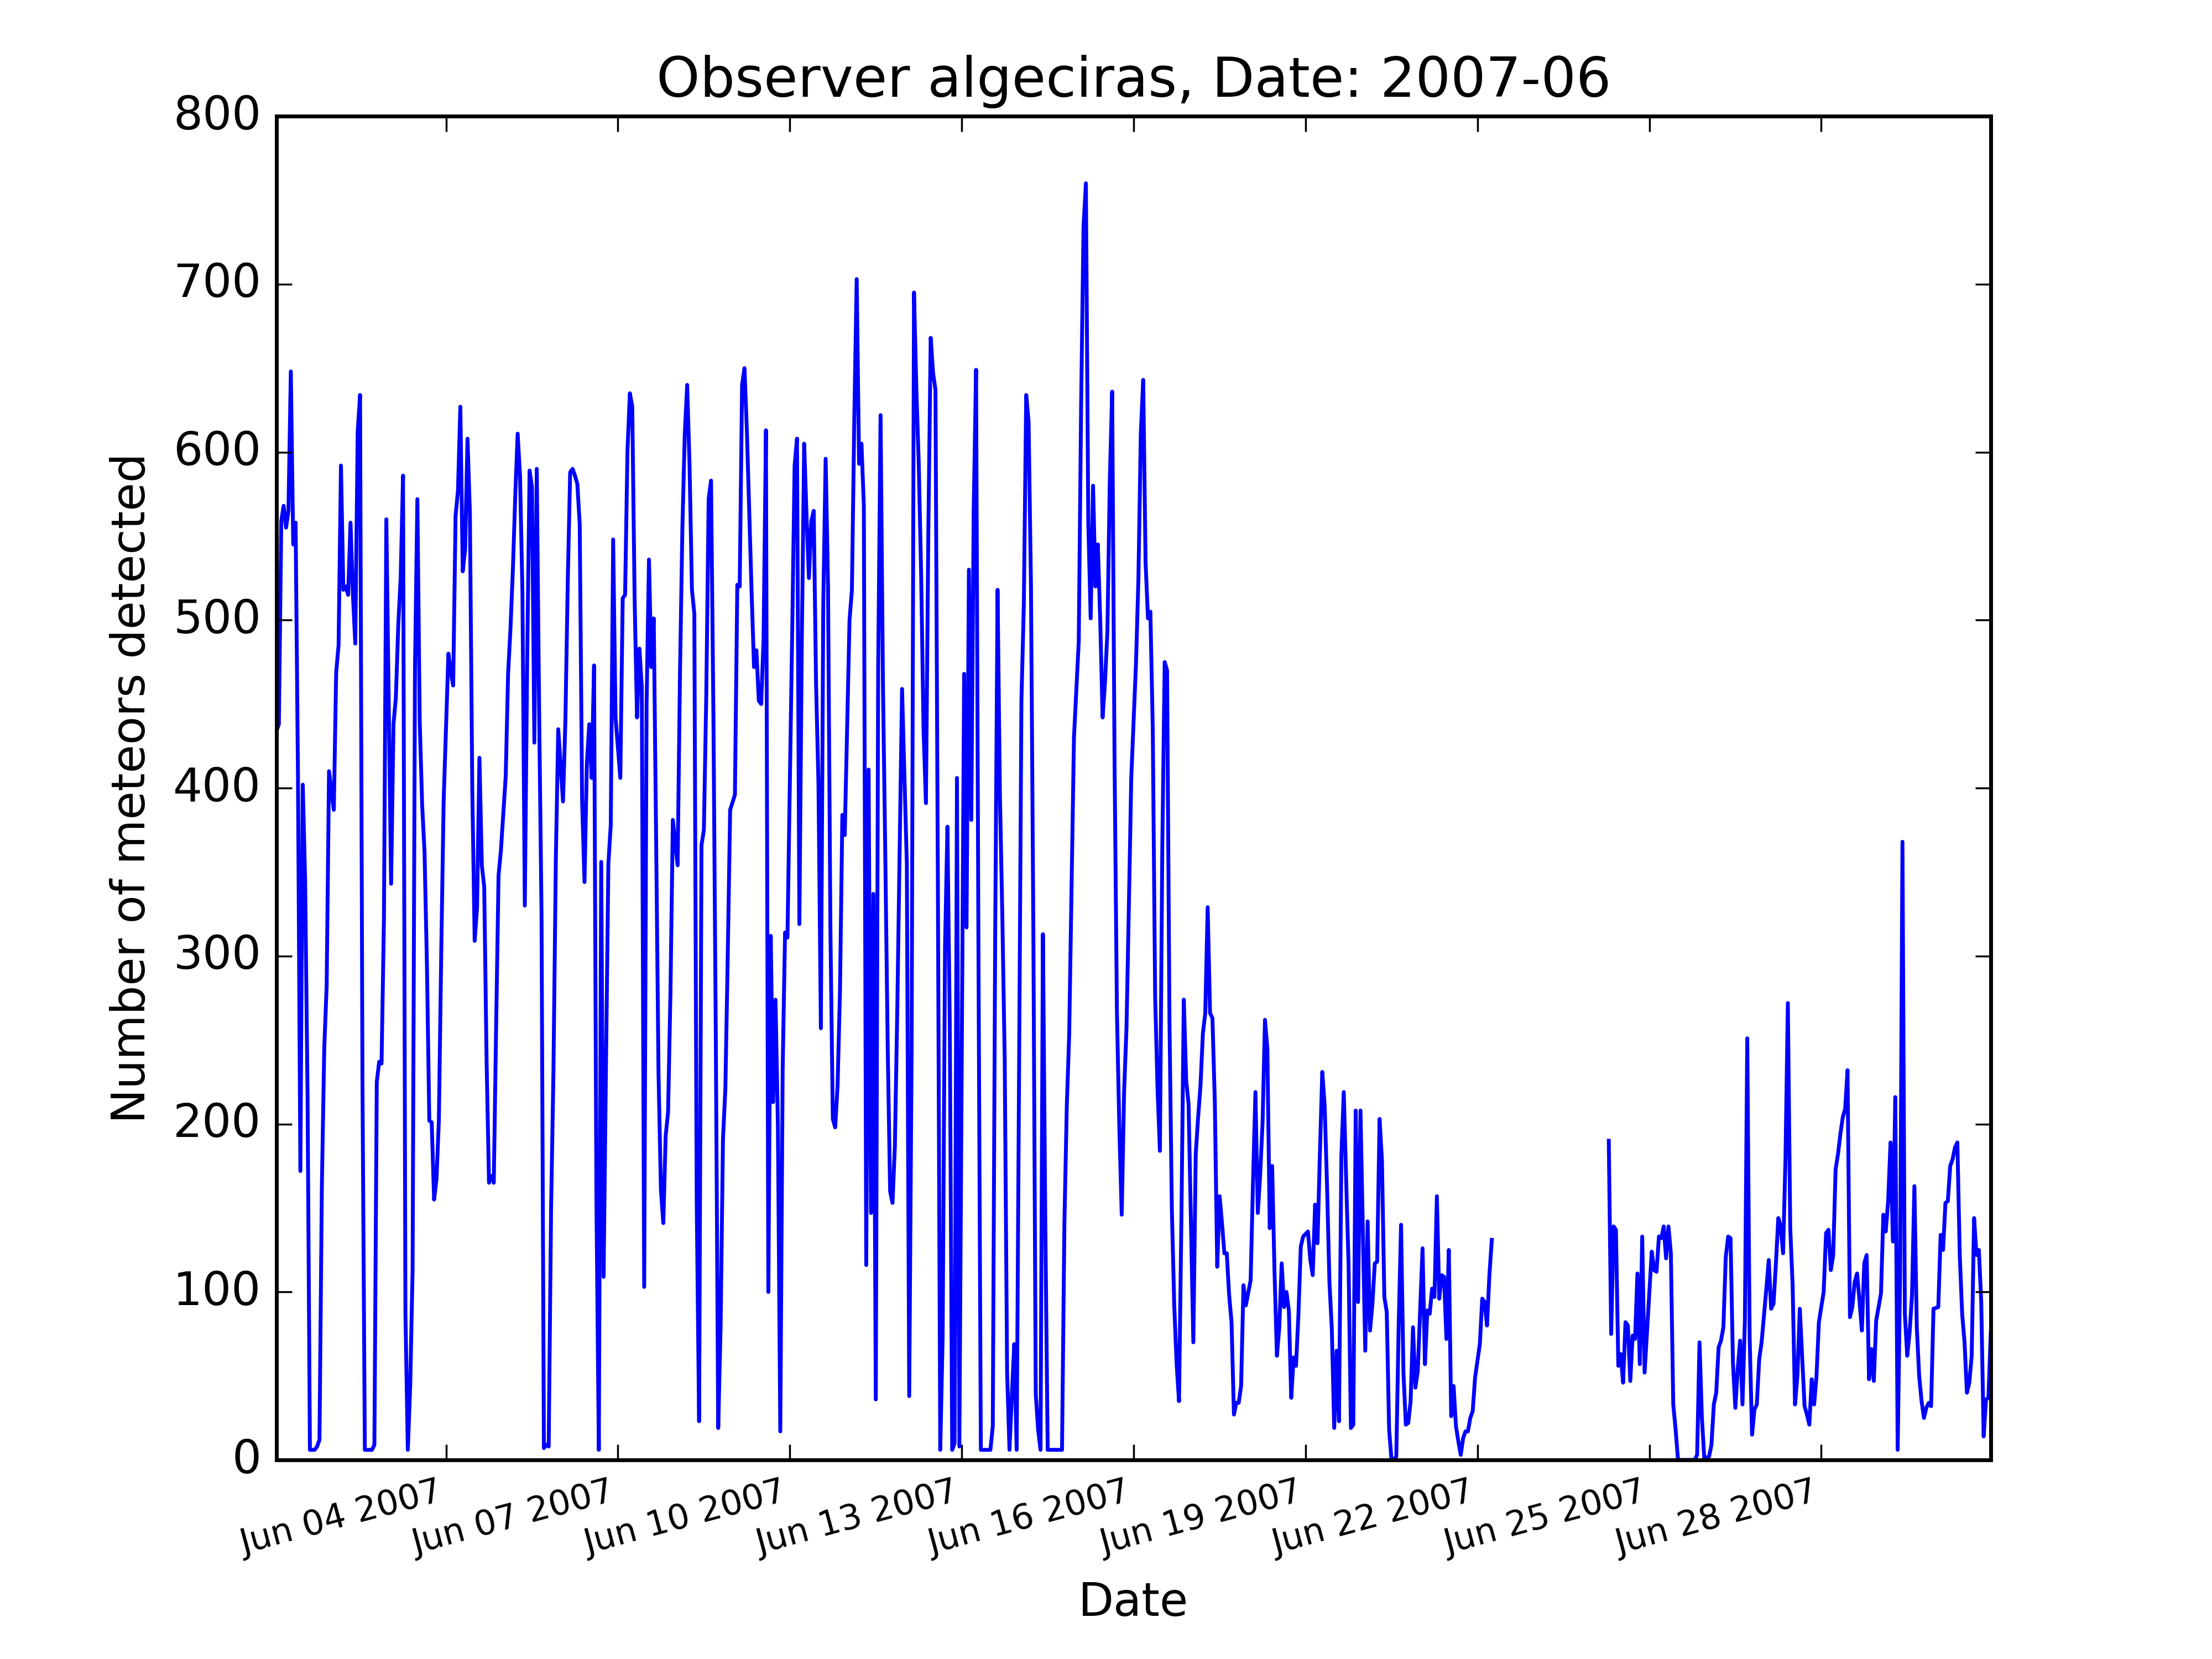 Observer algeciras, Date: 2007-06
800
700
600
500
400
300
200
100
0
Number of meteors detected
Jun 04 2007
Jun 07 2007
Jun 10 2007
Jun 13 2007
Jun 16 2007
Jun 19 2007
Jun 22 2007
Jun 25 2007
Jun 28 2007
Date